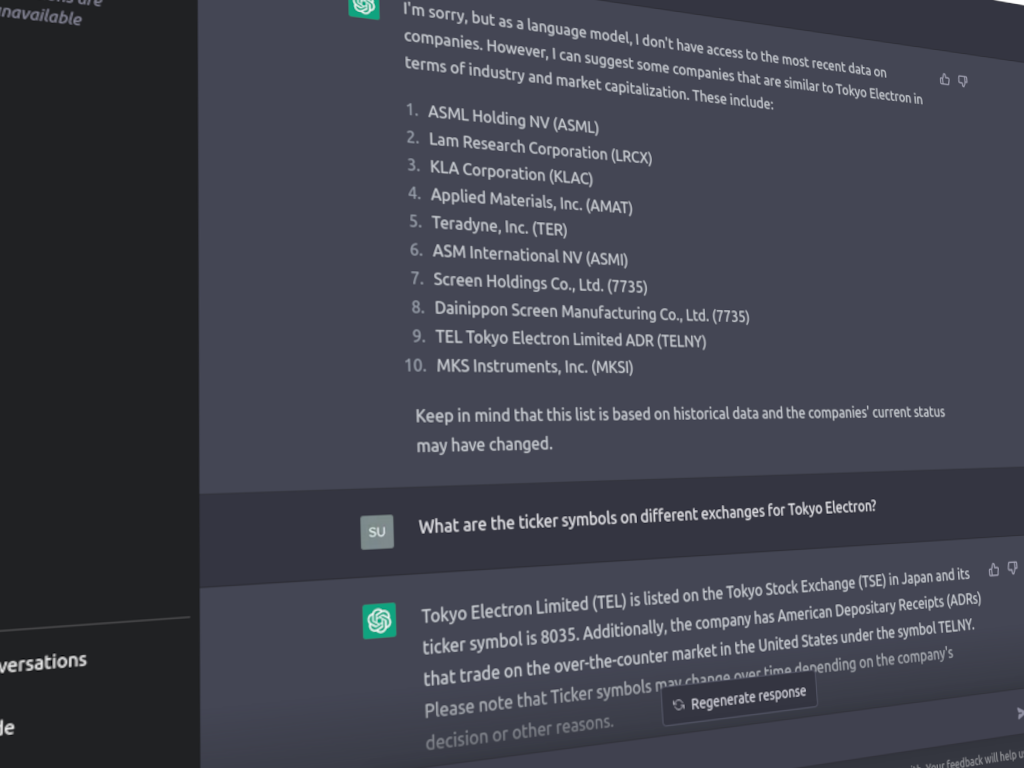 ons are
unavailable
I'm sorry, but as a language model, I don't have access to the most recent data on
companies. However, I can suggest some companies that are similar to Tokyo Electron in
terms of industry and market capitalization. These include:
1. ASML Holding NV (ASML)
2. Lam Research Corporation (LRCX)
3. KLA Corporation (KLAC)
4. Applied Materials, Inc. (AMAT)
5. Teradyne, Inc. (TER)
6. ASM International NV (ASMI)
7. Screen Holdings Co., Ltd. (7735)
8. Dainippon Screen Manufacturing Co., Ltd. (7735)
9. TEL Tokyo Electron Limited ADR (TELNY)
10. MKS Instruments, Inc. (MKSI)
Keep in mind that this list is based on historical data and the companies' current status
may have changed.
SU
What are the ticker symbols on different exchanges for Tokyo Electron?
Tokyo Electron Limited (TEL) is listed on the Tokyo Stock Exchange (TSE) in Japan and its
ticker symbol is 8035. Additionally, the company has American Depositary Receipts (ADRs)
that trade on the over-the-counter market in the United States under the symbol TELNY.
Please note that Ticker symbols may change over time depending on the company's
decision or other reasons.
Regenerate response
versations
de
Your feedback will help us